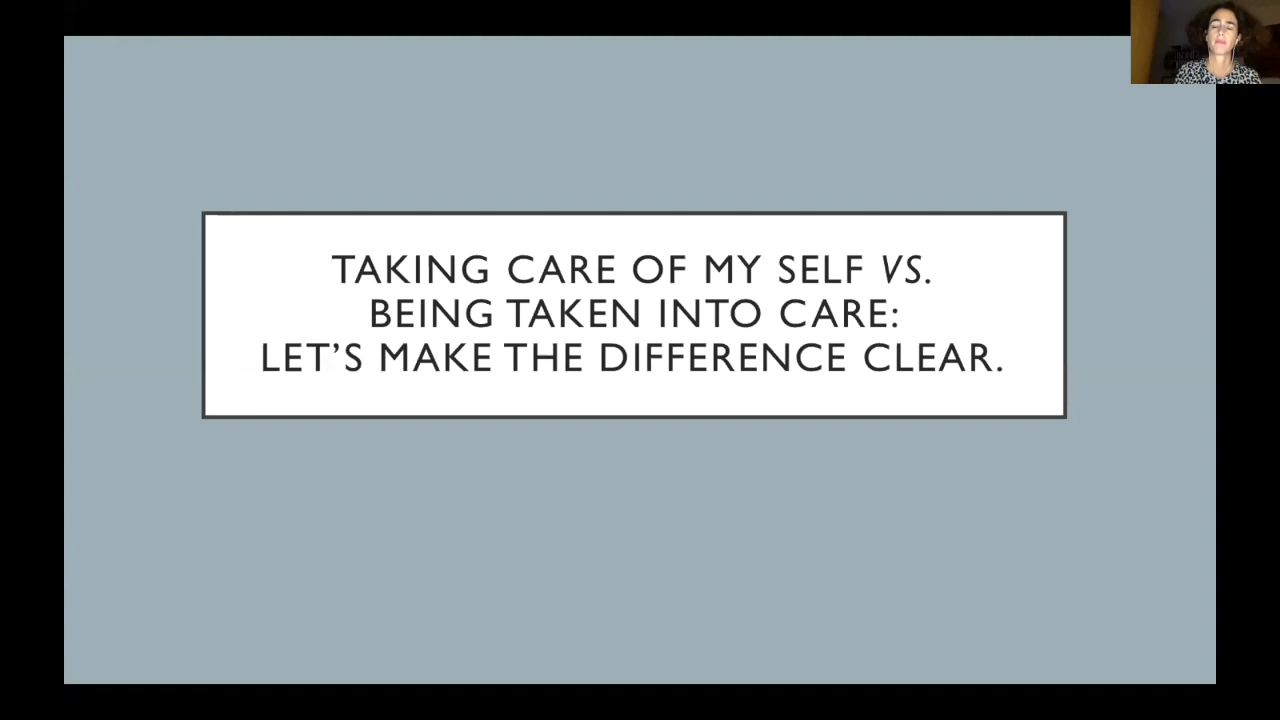 TAKING CARE OF MY SELF VS.
BEING TAKEN INTO CARE:
LET’S MAKE THE DIFFERENCE CLEAR.